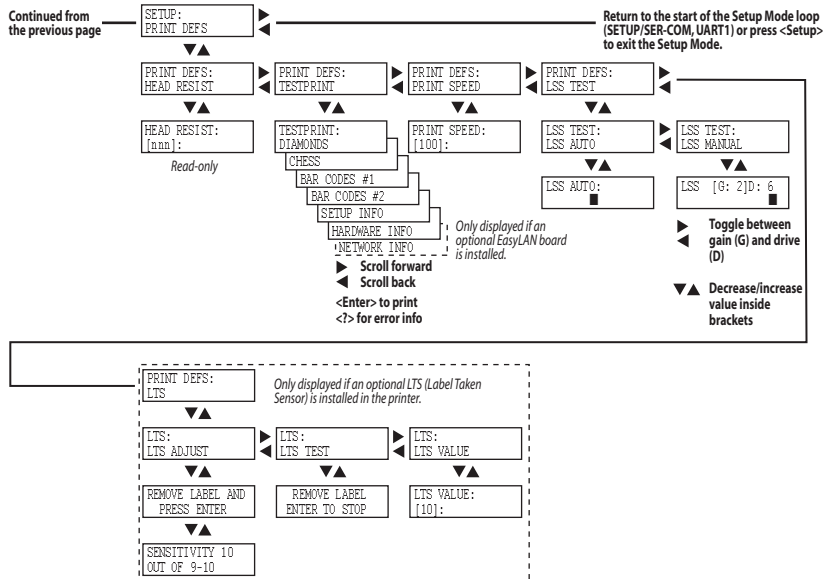 Continued from
the previous page
SETUP:
PRINT DEFS
Return to the start of the Setup Mode loop
(SETUP/SER-COM, UART1) or press <Setup>
to exit the Setup Mode.
PRINT DEFS:
HEAD RESIST
PRINT DEFS:
TESTPRINT
PRINT DEFS:
PRINT SPEED
PRINT DEFS:
LSS TEST
HEAD RESIST:
[nnn]:
Read-only
TESTPRINT:
DIAMONDS
CHESS
BAR CODES #1
BAR CODES #2
SETUP INFO
HARDWARE INFO
NETWORK INFO
Only displayed if an
optional EasyLAN board
is installed.
Scroll forward
Scroll back
<Enter> to print
<?> for error info
PRINT SPEED:
[100]:
LSS TEST:
LSS AUTO
LSS TEST:
LSS MANUAL
LSS AUTO:
LSS [G: 2]D: 6
Toggle between
gain (G) and drive
(D)
Decrease/increase
value inside
brackets
PRINT DEFS:
LTS
Only displayed if an optional LTS (Label Taken
Sensor) is installed in the printer.
LTS:
LTS ADJUST
LTS:
LTS TEST
LTS:
LTS VALUE
REMOVE LABEL AND
PRESS ENTER
REMOVE LABEL
ENTER TO STOP
LTS VALUE:
[10]:
SENSITIVITY 10
OUT OF 9-10